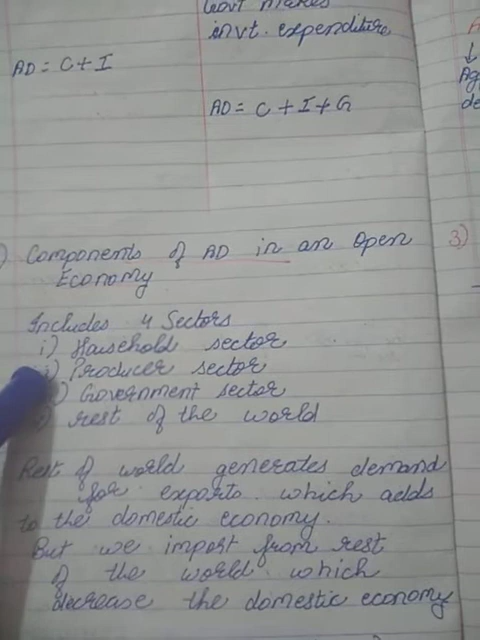 Govt makes
invt. expenditure
AD = C + I
AD = C + I + G
Components of AD in an Open
Economy
Includes 4 Sectors
i) Household sector
Producer sector
Government sector
rest of the world
Rest of world generates demand
for exports which adds
to the domestic economy.
But we import from rest
of the world which
decrease the domestic economy
3)